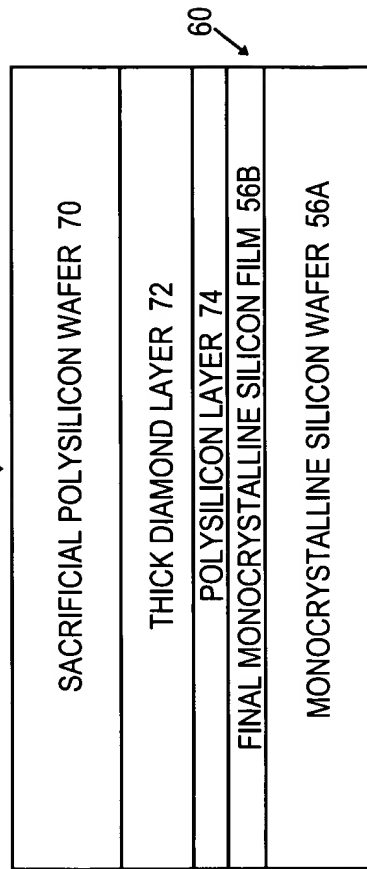 SACRIFICIAL POLYSILICON WAFER 70
THICK DIAMOND LAYER 72
POLYSILICON LAYER 74
FINAL MONOCRYSTALLINE SILICON FILM 56B
MONOCRYSTALLINE SILICON WAFER 56A
60